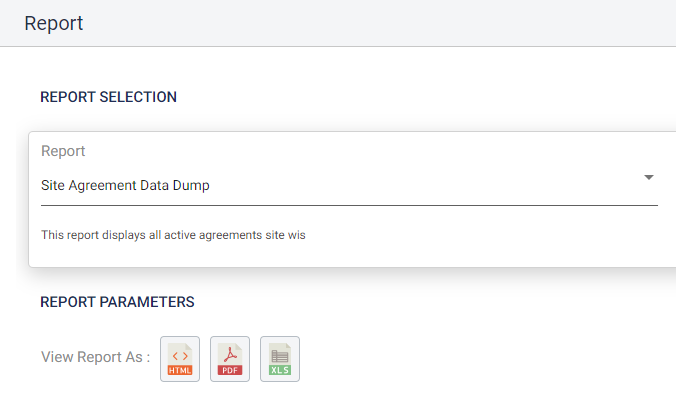 Report
REPORT SELECTION
Report
Site Agreement Data Dump
This report displays all active agreements site wis
REPORT PARAMETERS
View Report As : HTML PDF XLS